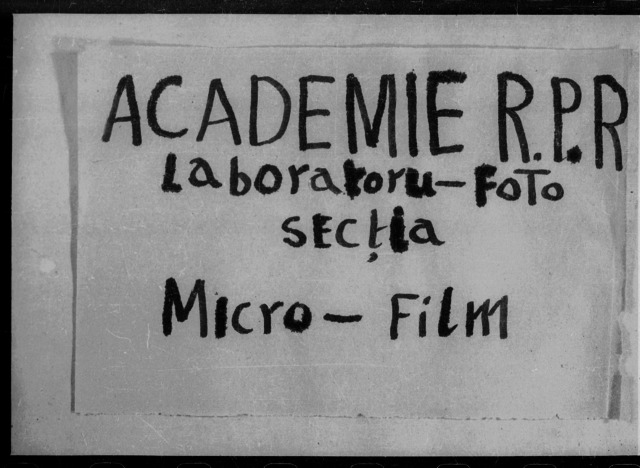 ACADEMIE R.P.R
Laboratoru-FOTO
SECȚia
Micro-Film